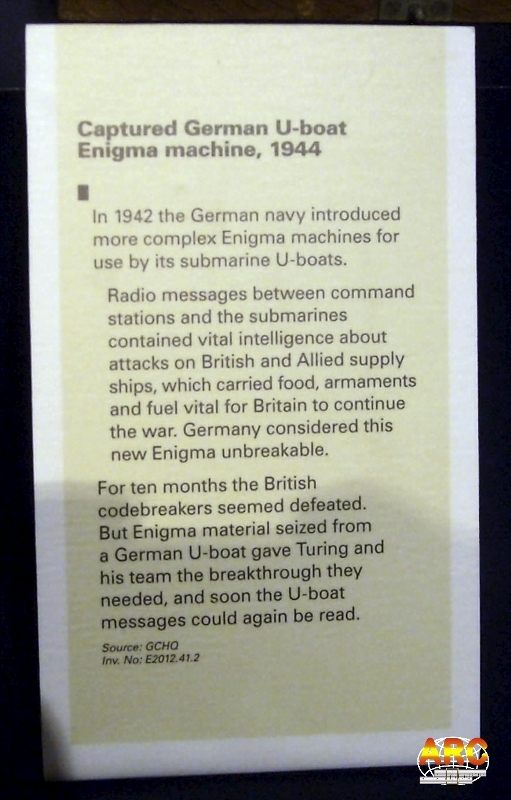 Captured German U-boat
Enigma machine, 1944
In 1942 the German navy introduced
more complex Enigma machines for
use by its submarine U-boats.
Radio messages between command
stations and the submarines
contained vital intelligence about
attacks on British and Allied supply
ships, which carried food, armaments
and fuel vital for Britain to continue
the war. Germany considered this
new Enigma unbreakable.
For ten months the British
codebreakers seemed defeated.
But Enigma material seized from
a German U-boat gave Turing and
his team the breakthrough they
needed, and soon the U-boat
messages could again be read.
Source: GCHQ
Inv. No: E2012.41.2
ARC